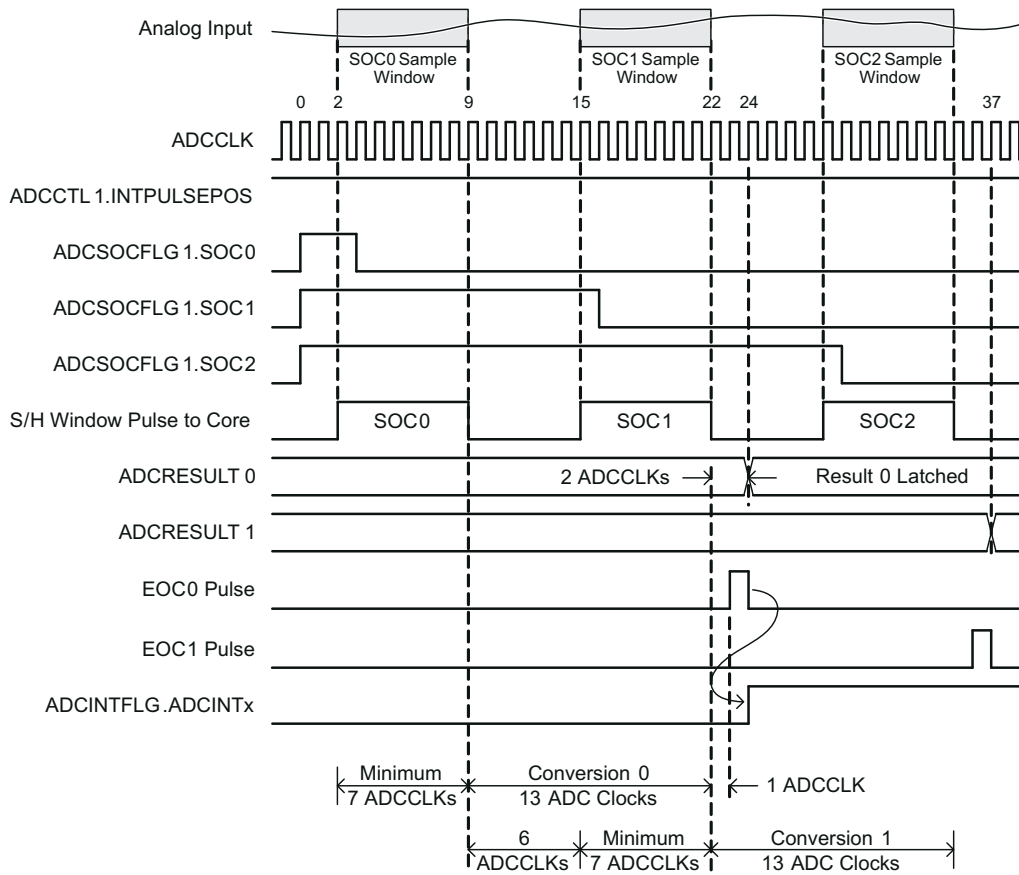 Analog Input
SOC0 Sample
Window
SOC1 Sample
Window
SOC2 Sample
Window
0 2 9 15 22 24 37
ADCCLK
ADCCTL 1.INTPULSEPOS
ADCSOCFLG 1.SOC0
ADCSOCFLG 1.SOC1
ADCSOCFLG 1.SOC2
S/H Window Pulse to Core SOC0 SOC1 SOC2
ADCRESULT 0 2 ADCCLKs Result 0 Latched
ADCRESULT 1
EOC0 Pulse
EOC1 Pulse
ADCINTFLG .ADCINTx
Minimum
7 ADCCLKs
Conversion 0
13 ADC Clocks
1 ADCCLK
6
ADCCLKs
Minimum
7 ADCCLKs
Conversion 1
13 ADC Clocks